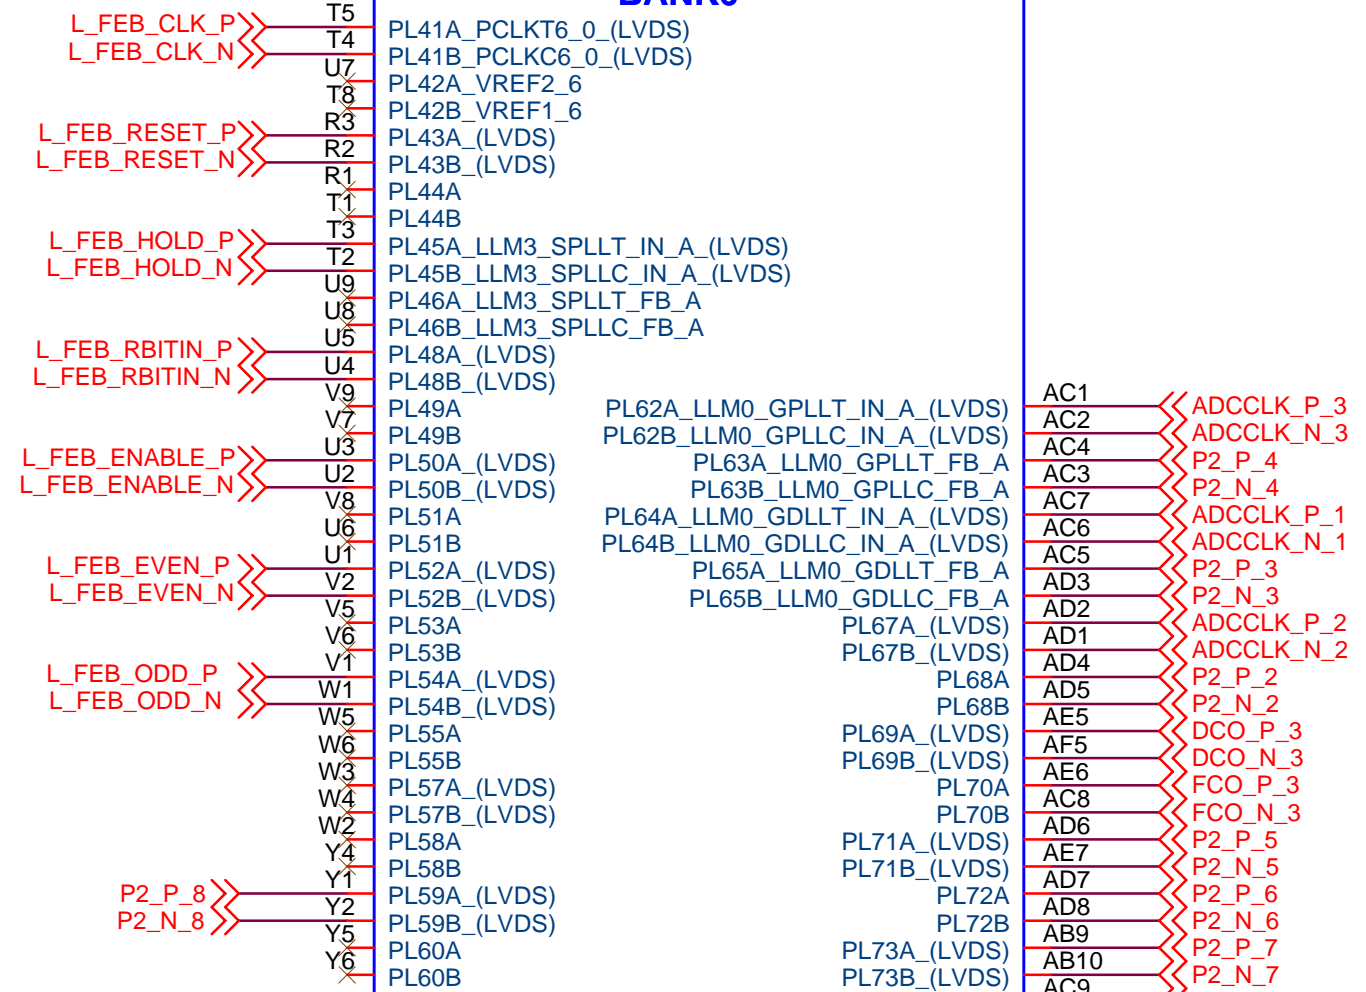 BANK6
T5
L_FEB_CLK_P PL41A_PCLKT6_0_(LVDS)
T4
L_FEB_CLK_N PL41B_PCLKC6_0_(LVDS)
U7
PL42A_VREF2_6
T8
PL42B_VREF1_6
R3
L_FEB_RESET_P PL43A_(LVDS)
R2
L_FEB_RESET_N PL43B_(LVDS)
R1
PL44A
T1
PL44B
T3
L_FEB_HOLD_P PL45A_LLM3_SPLLT_IN_A_(LVDS)
T2
L_FEB_HOLD_N PL45B_LLM3_SPLLC_IN_A_(LVDS)
U9
PL46A_LLM3_SPLLT_FB_A
U8
PL46B_LLM3_SPLLC_FB_A
U5
L_FEB_RBITIN_P PL48A_(LVDS)
U4
L_FEB_RBITIN_N PL48B_(LVDS)
V9
PL49A
V7
PL49B
U3
L_FEB_ENABLE_P PL50A_(LVDS)
U2
L_FEB_ENABLE_N PL50B_(LVDS)
V8
PL51A
U6
PL51B
U1
L_FEB_EVEN_P PL52A_(LVDS)
V2
L_FEB_EVEN_N PL52B_(LVDS)
V5
PL53A
V6
PL53B
V1
L_FEB_ODD_P PL54A_(LVDS)
W1
L_FEB_ODD_N PL54B_(LVDS)
W5
PL55A
W6
PL55B
W3
PL57A_(LVDS)
W4
PL57B_(LVDS)
W2
PL58A
Y4
PL58B
Y1
P2_P_8 PL59A_(LVDS)
Y2
P2_N_8 PL59B_(LVDS)
Y5
PL60A
Y6
PL60B
AC1
PL62A_LLM0_GPLLT_IN_A_(LVDS) ADCCLK_P_3
AC2
PL62B_LLM0_GPLLC_IN_A_(LVDS) ADCCLK_N_3
AC4
PL63A_LLM0_GPLLT_FB_A P2_P_4
AC3
PL63B_LLM0_GPLLC_FB_A P2_N_4
AC7
PL64A_LLM0_GDLLT_IN_A_(LVDS) ADCCLK_P_1
AC6
PL64B_LLM0_GDLLC_IN_A_(LVDS) ADCCLK_N_1
AC5
PL65A_LLM0_GDLLT_FB_A P2_P_3
AD3
PL65B_LLM0_GDLLC_FB_A P2_N_3
AD2
PL67A_(LVDS) ADCCLK_P_2
AD1
PL67B_(LVDS) ADCCLK_N_2
AD4
PL68A P2_P_2
AD5
PL68B P2_N_2
AE5
PL69A_(LVDS) DCO_P_3
AF5
PL69B_(LVDS) DCO_N_3
AE6
PL70A FCO_P_3
AC8
PL70B FCO_N_3
AD6
PL71A_(LVDS) P2_P_5
AE7
PL71B_(LVDS) P2_N_5
AD7
PL72A P2_P_6
AD8
PL72B P2_N_6
AB9
PL73A_(LVDS) P2_P_7
AB10
PL73B_(LVDS) P2_N_7
AC9